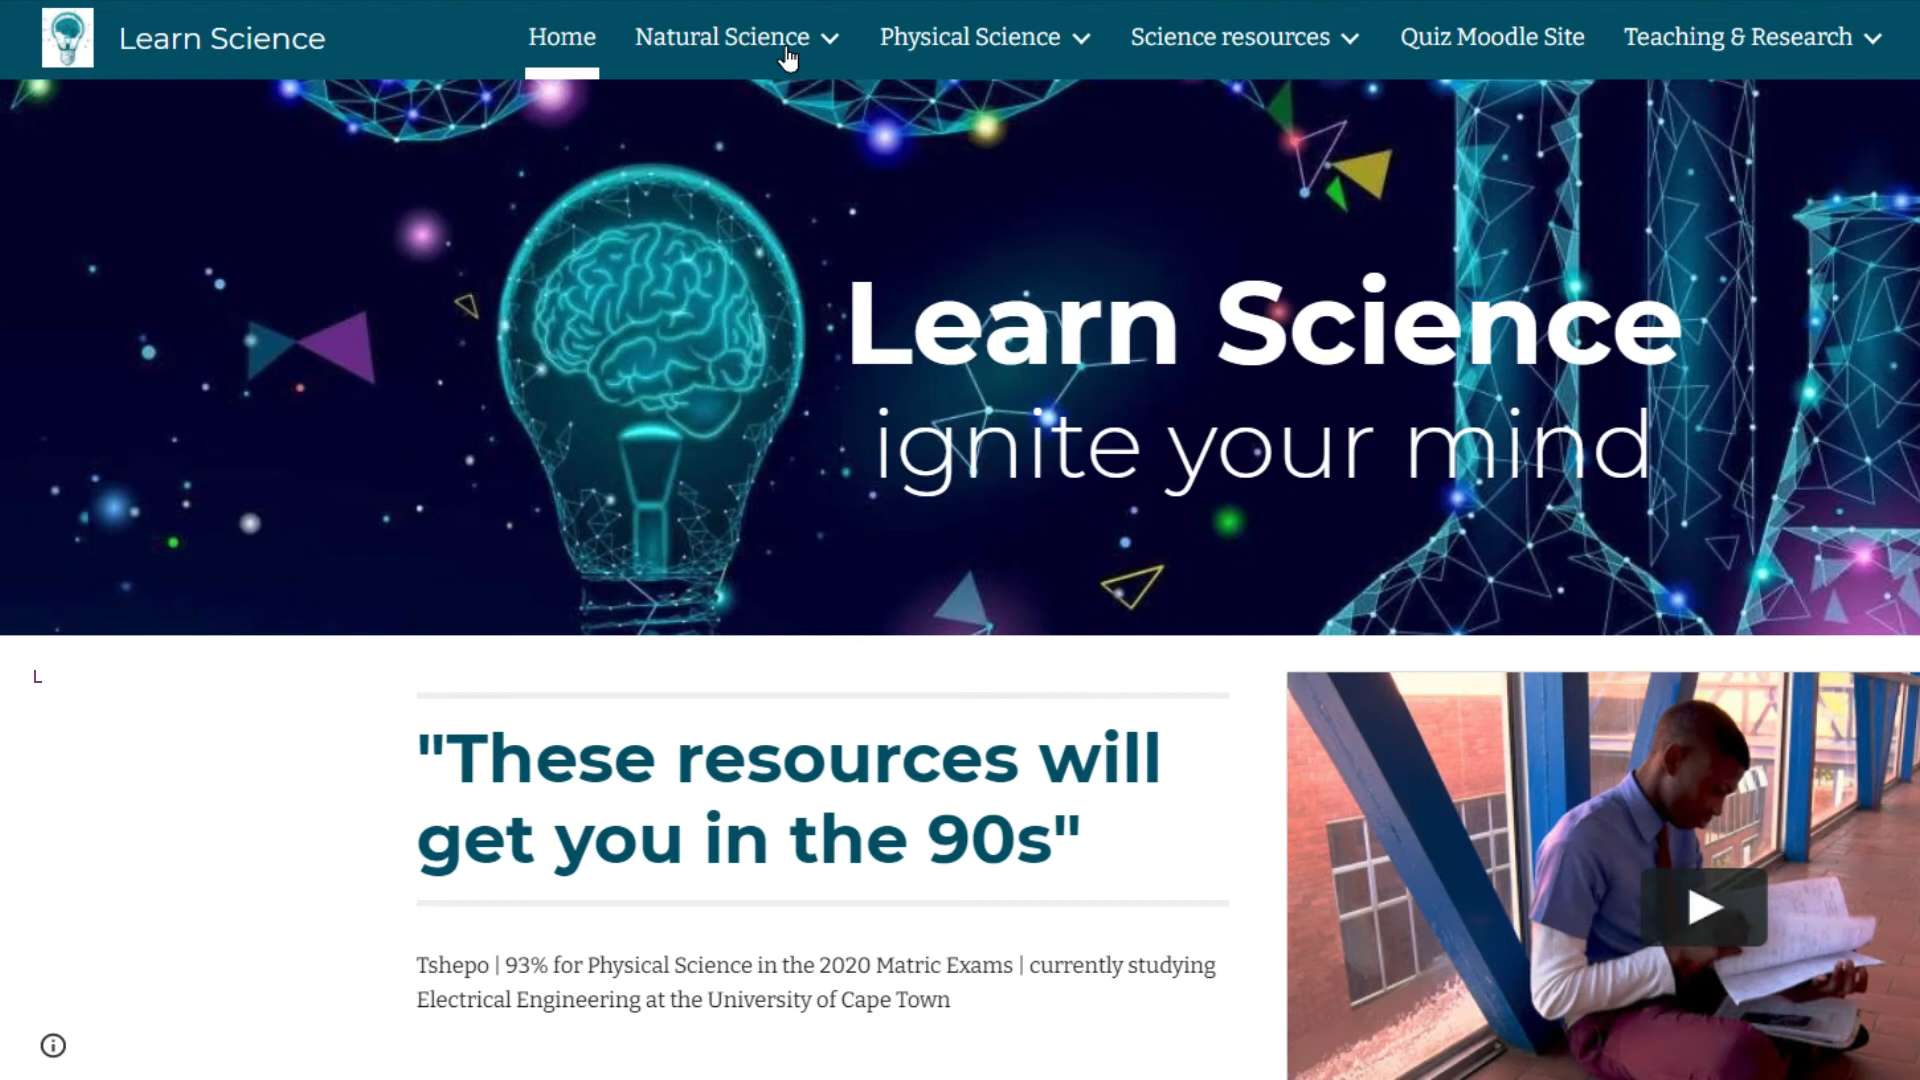 Learn Science
Home
Natural Science
Physical Science
Science resources
Quiz Moodle Site
Teaching & Research
Learn Science
ignite your mind
L
"These resources will
get you in the 90s"
Tshepo | 93% for Physical Science in the 2020 Matric Exams | currently studying
Electrical Engineering at the University of Cape Town